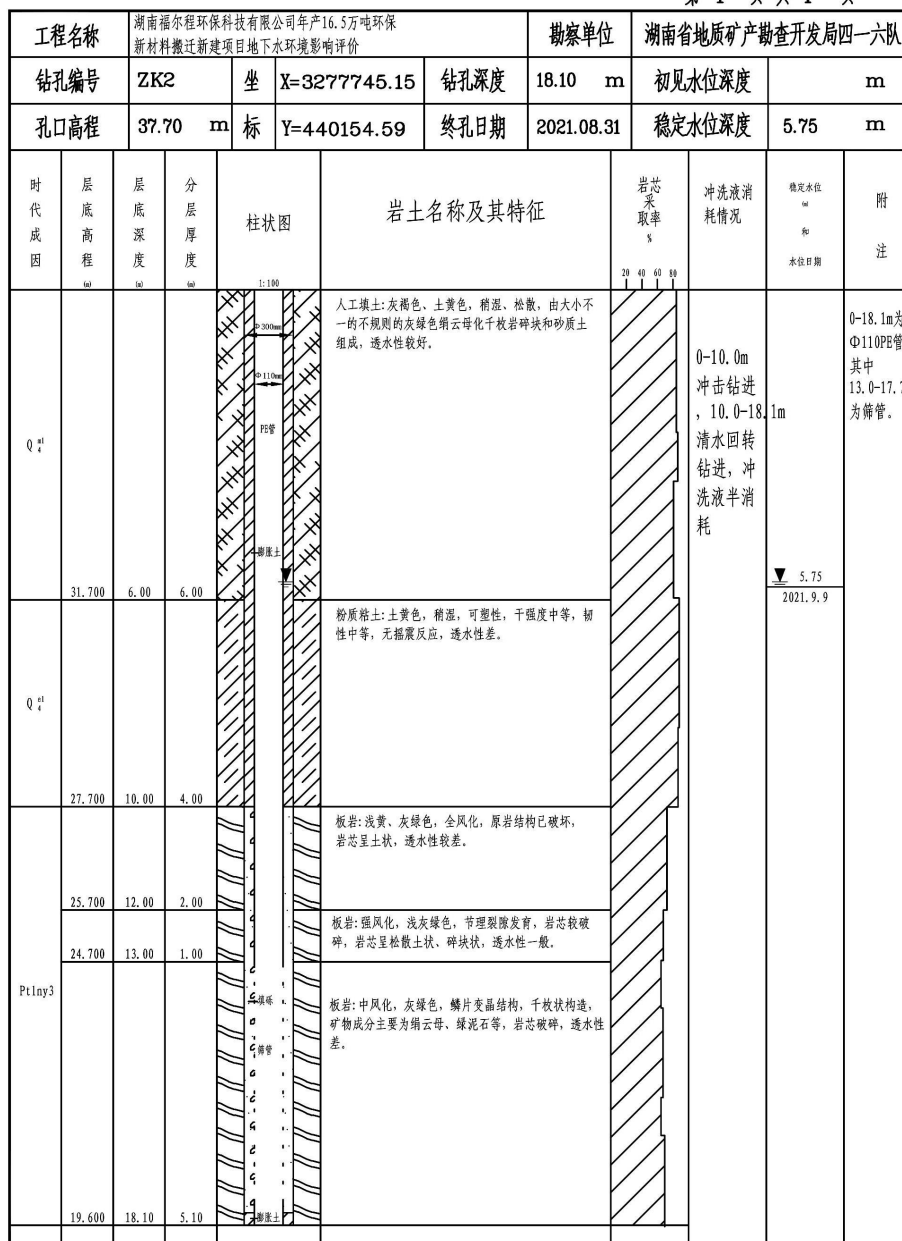 工程名称
湖南福尔程环保科技有限公司年产16.5万吨环保
新材料搬迁新建项目地下水环境影响评价
勘察单位
湖南省地质矿产勘查开发局四一六队
钻孔编号
ZK2
坐
X=3277745.15
钻孔深度
18.10 m
初见水位深度
m
孔口高程
37.70 m
标
Y=440154.59
终孔日期
2021.08.31
稳定水位深度
5.75 m
时代成因
层底高程
(m)
层底深度
(m)
分层厚度
(m)
柱状图
1:100
岩土名称及其特征
岩芯采取率
%
20 40 60 80
冲洗液消
耗情况
稳定水位
(m)
和
水位日期
附
注
Q4ml
31.700 6.00 6.00
Φ300mm
Φ110mm
PE管
膨胀土
人工填土:灰褐色、土黄色,稍湿、松散,由大小不
一的不规则的灰绿色绢云母化千枚岩碎块和砂质土
组成,透水性较好。
0-10.0m
冲击钻进
,10.0-18.1m
清水回转
钻进,冲
洗液半消
耗
5.75
2021.9.9
0-18.1m为
Φ110PE管
其中
13.0-17.7
为筛管。
Q4el
27.700 10.00 4.00
粉质粘土:土黄色,稍湿,可塑性,干强度中等,韧
性中等,无摇震反应,透水性差。
Pt1ny3
25.700 12.00 2.00
板岩:浅黄、灰绿色,全风化,原岩结构已破坏,
岩芯呈土状,透水性较差。
24.700 13.00 1.00
板岩:强风化,浅灰绿色,节理裂隙发育,岩芯较破
碎,岩芯呈松散土状、碎块状,透水性一般。
填砾
筛管
膨胀土
19.600 18.10 5.10
板岩:中风化,灰绿色,鳞片变晶结构,千枚状构造,
矿物成分主要为绢云母、绿泥石等,岩芯破碎,透水性
差。